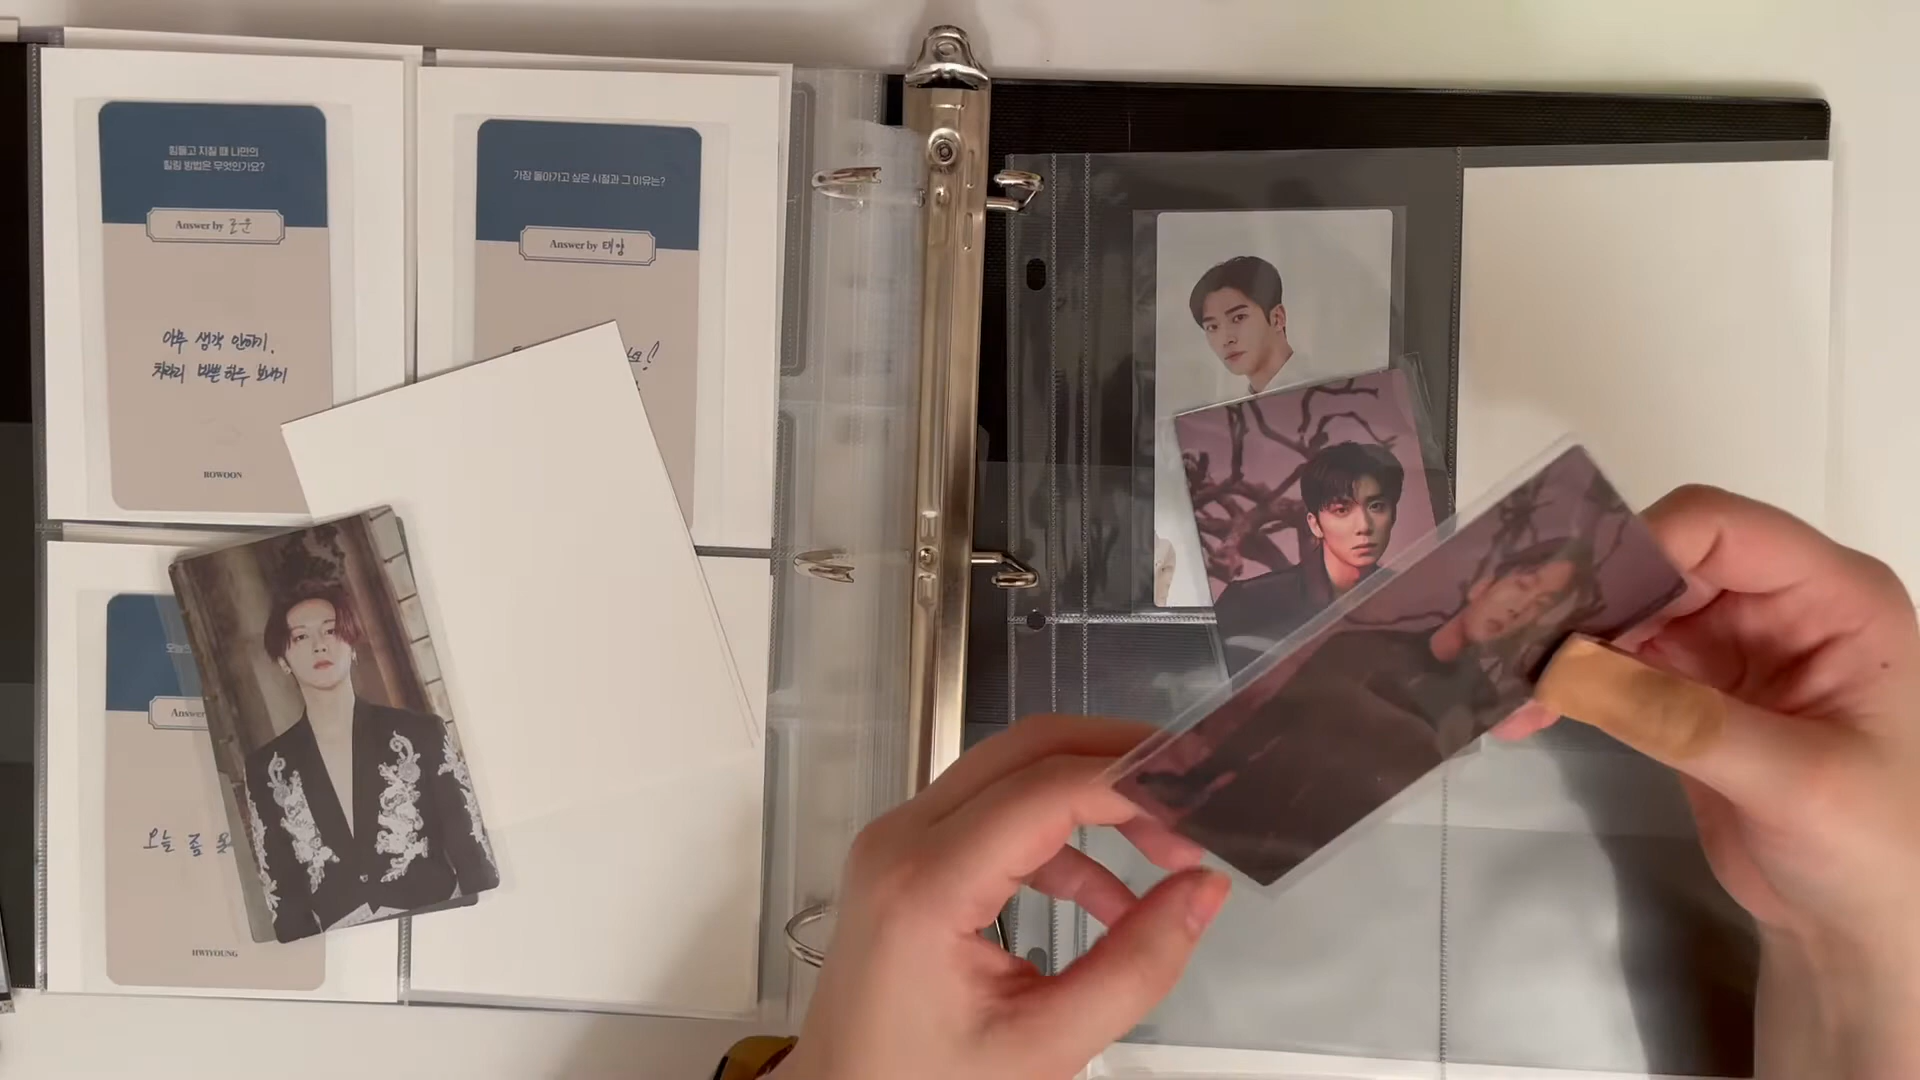 힘들고 지칠 때 나만의
힐링 방법은 무엇인가요?
Answer by 로운
아무 생각 안하기.
차라리 바쁜 하루 보내기
ROWOON
가장 돌아가고 싶은 시절과 그 이유는?
Answer by 태양
오늘
Answer
오늘 좀
HWIYOUNG